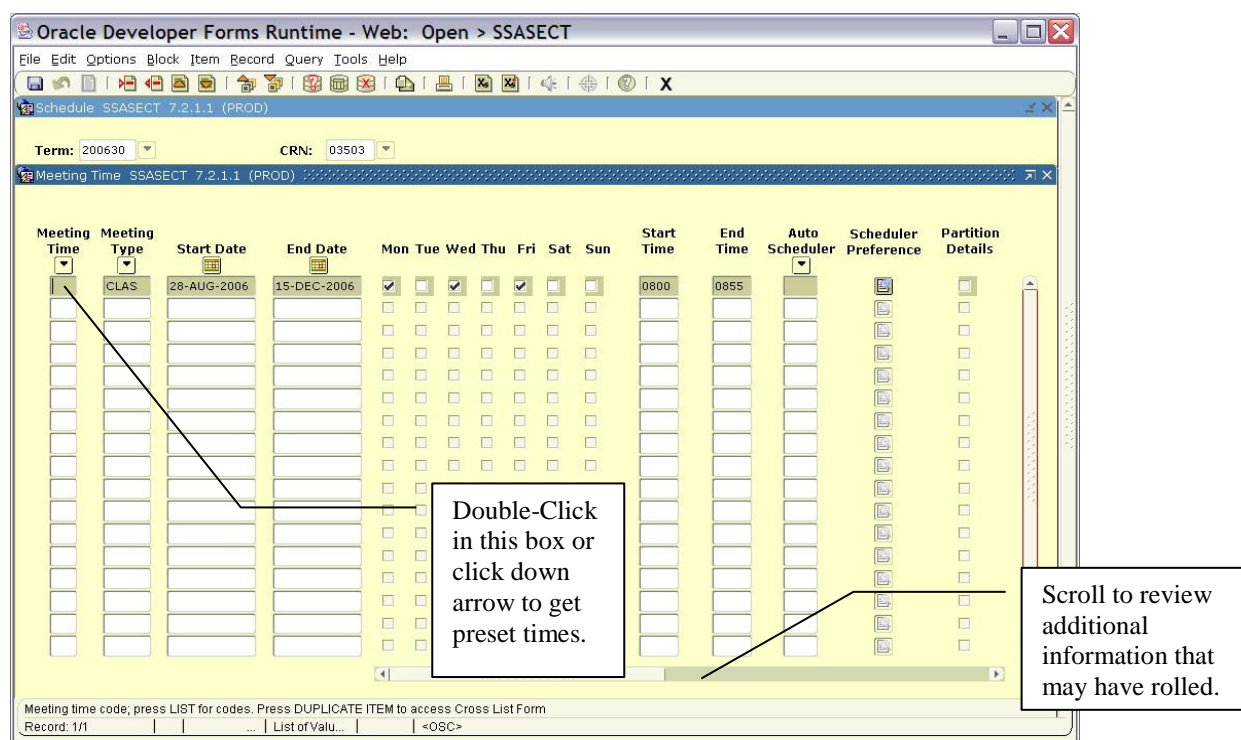 Oracle Developer Forms Runtime - Web: Open > SSASECT
File Edit Options Block Item Record Query Tools Help
Schedule SSASECT 7.2.1.1 (PROD)
Term: 200630 CRN: 03503
Meeting Time SSASECT 7.2.1.1 (PROD)
Meeting Meeting Start End Auto Scheduler Partition
Time Type Start Date End Date Mon Tue Wed Thu Fri Sat Sun Time Time Scheduler Preference Details
CLAS 28-AUG-2006 15-DEC-2006 0800 0855
Double-Click
in this box or
click down
arrow to get
preset times.
Scroll to review
additional
information that
may have rolled.
Meeting time code; press LIST for codes. Press DUPLICATE ITEM to access Cross List Form
Record: 1/1 ... List of Valu... <OSC>